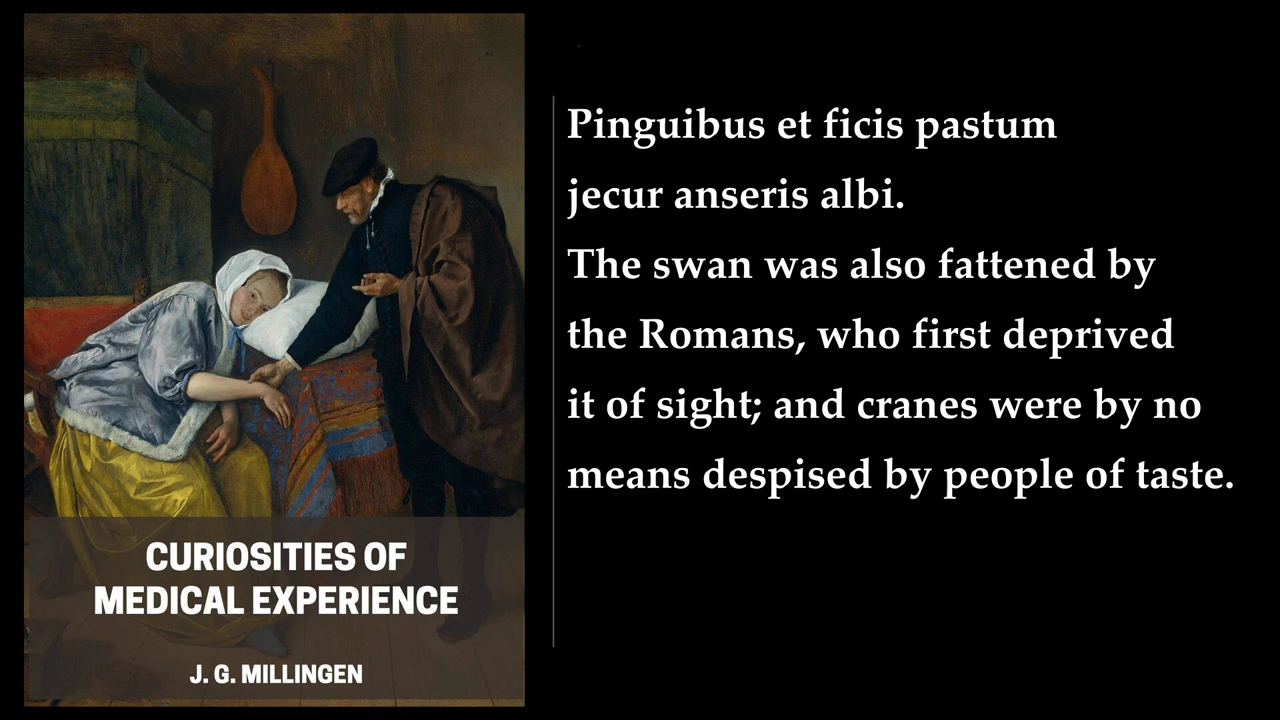 Pinguibus et ficis pastum
jecur anseris albi.
The swan was also fattened by
the Romans, who first deprived
it of sight; and cranes were by no
means despised by people of taste.
CURIOSITIES OF
MEDICAL EXPERIENCE
J. G. MILLINGEN